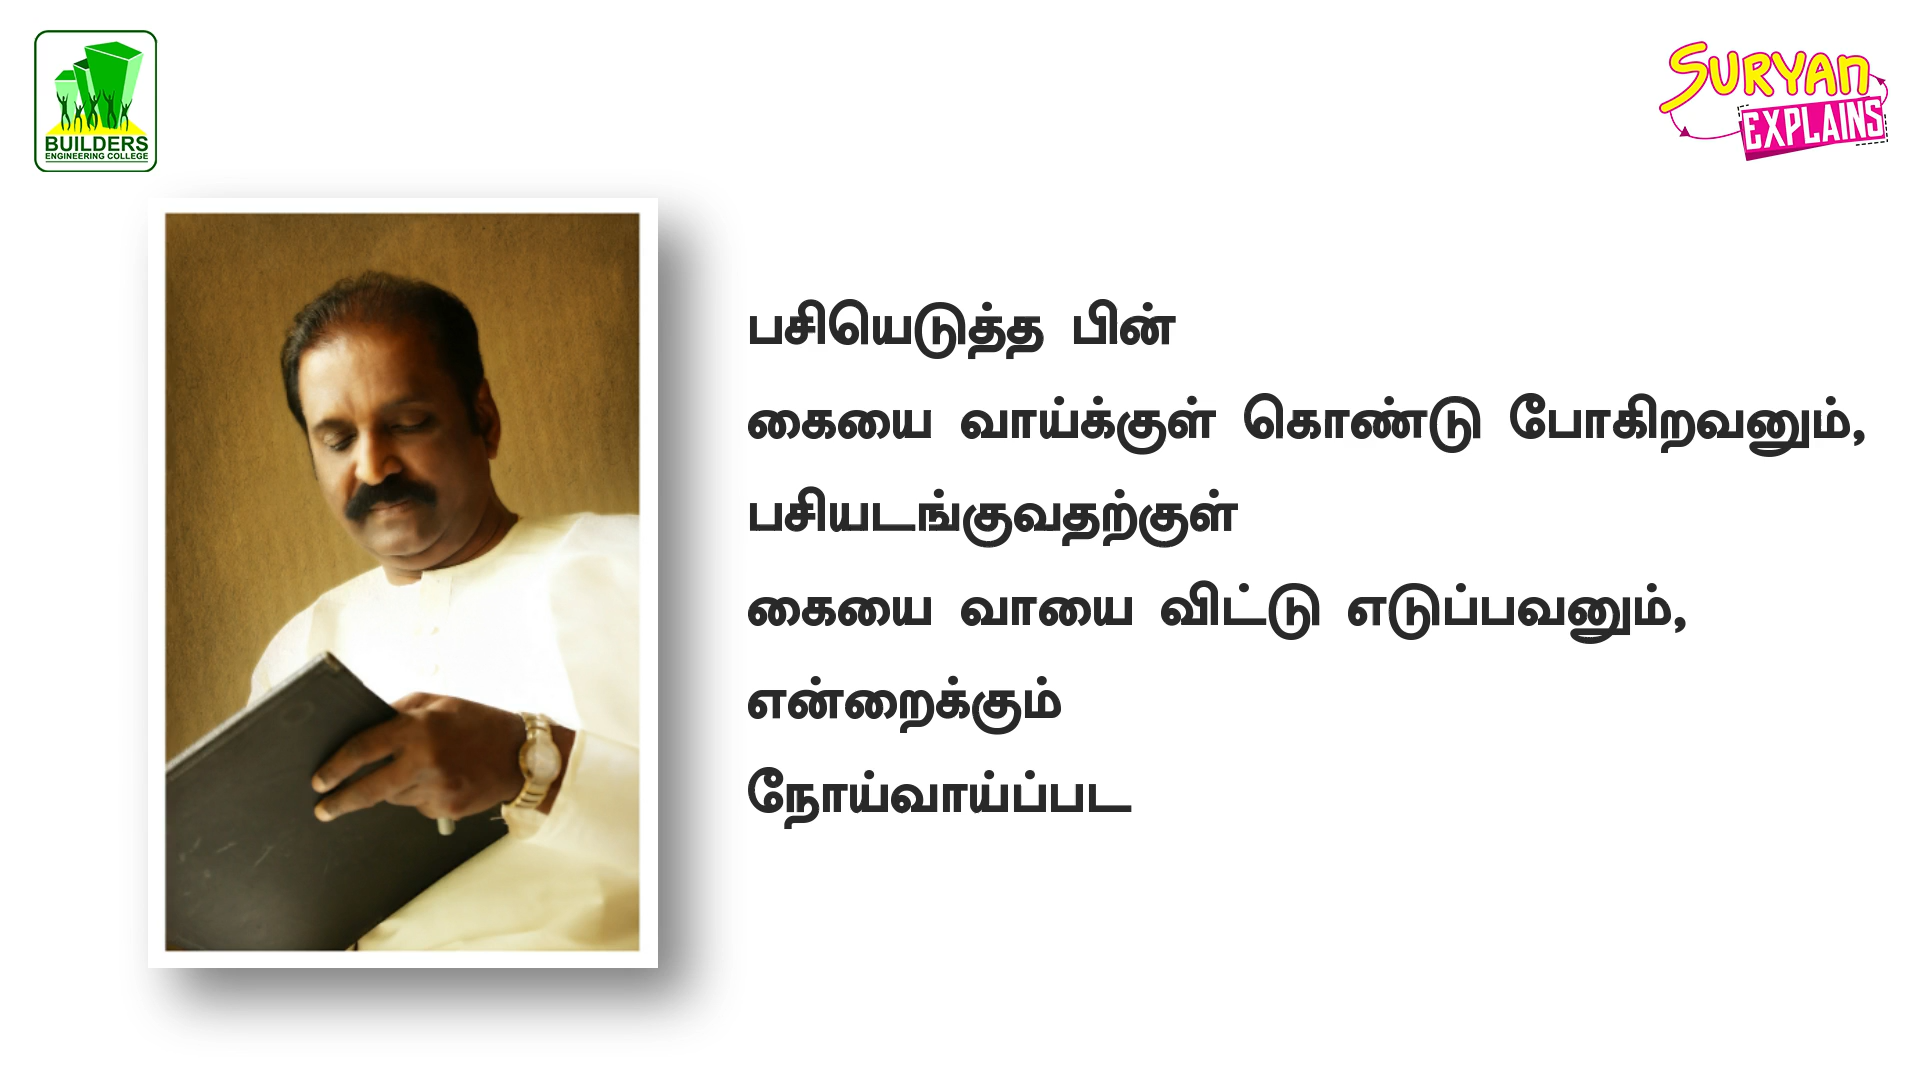 BUILDERS
ENGINEERING COLLEGE
SURYAN
EXPLAINS
பசியெடுத்த பின்
கையை வாய்க்குள் கொண்டு போகிறவனும்,
பசியடங்குவதற்குள்
கையை வாயை விட்டு எடுப்பவனும்,
என்றைக்கும்
நோய்வாய்ப்பட